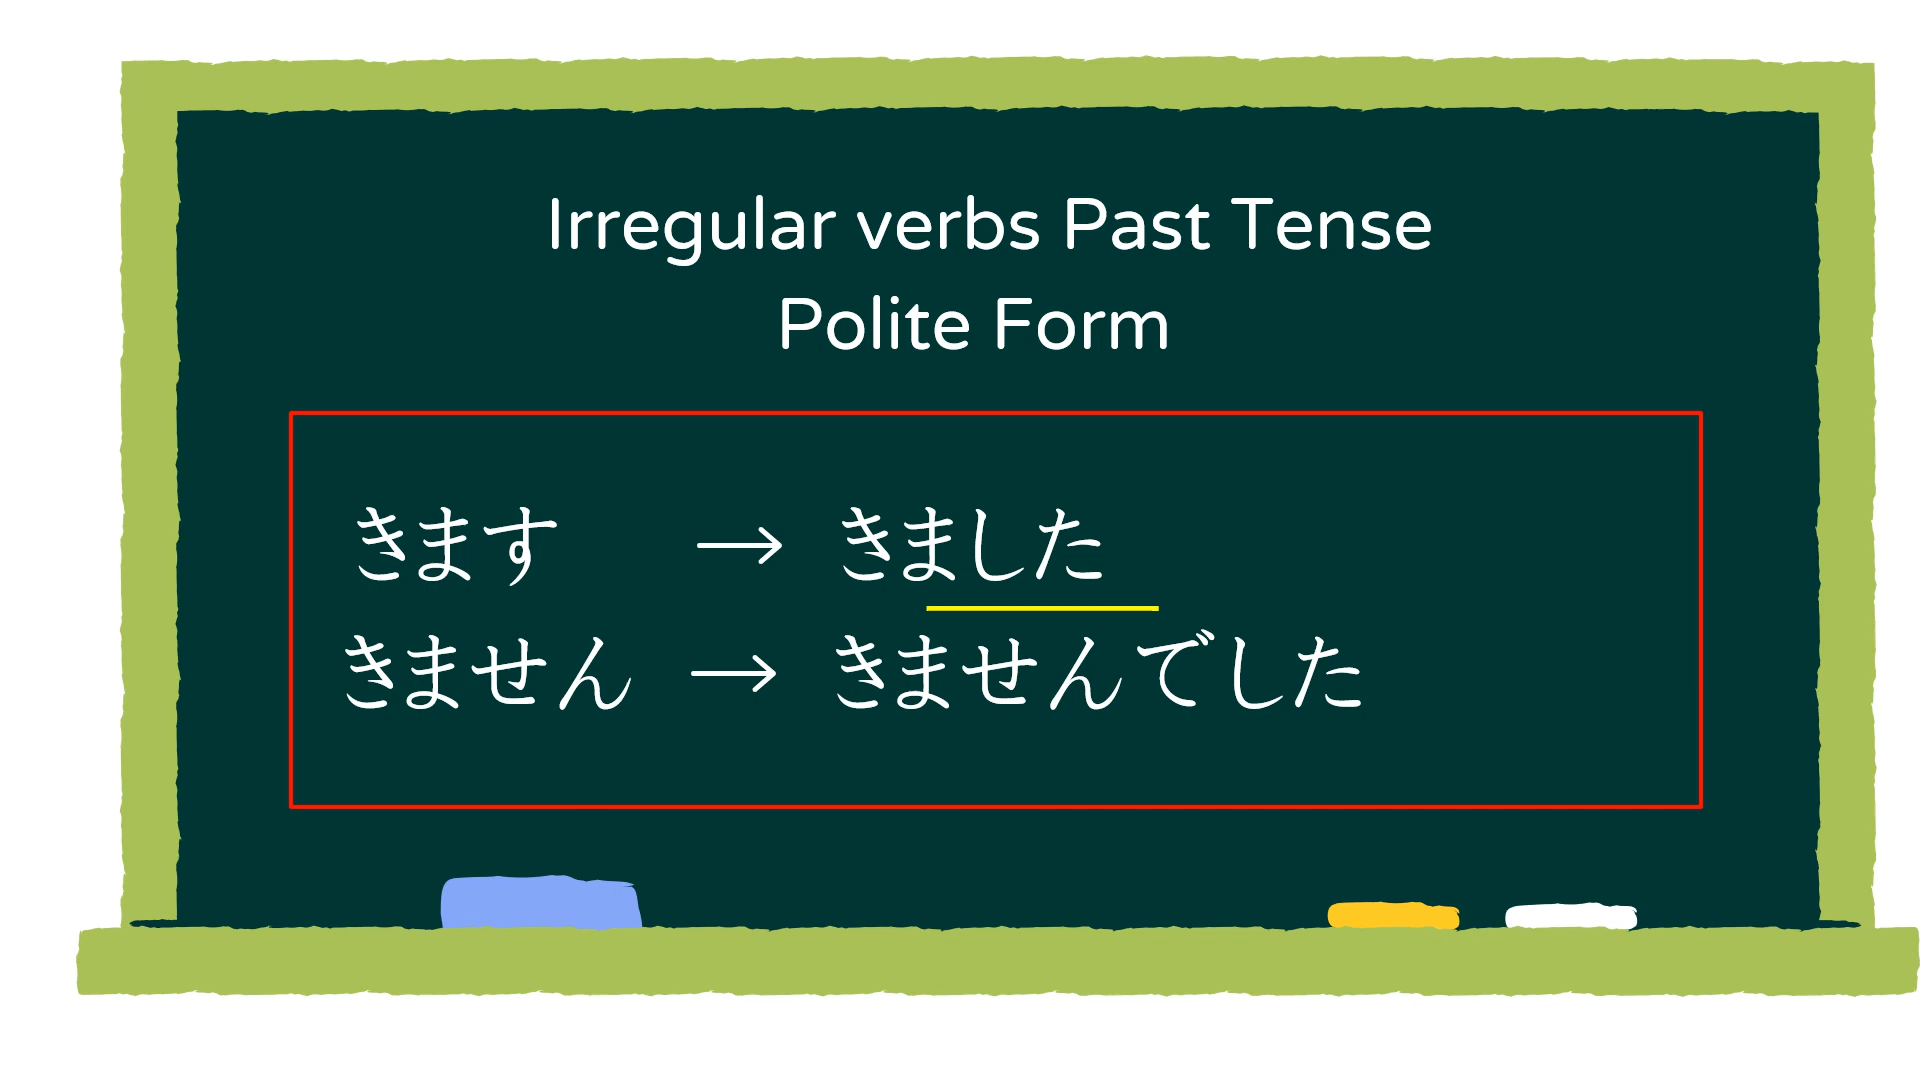 Irregular verbs Past Tense
Polite Form
きます → きました
きません → きませんでした